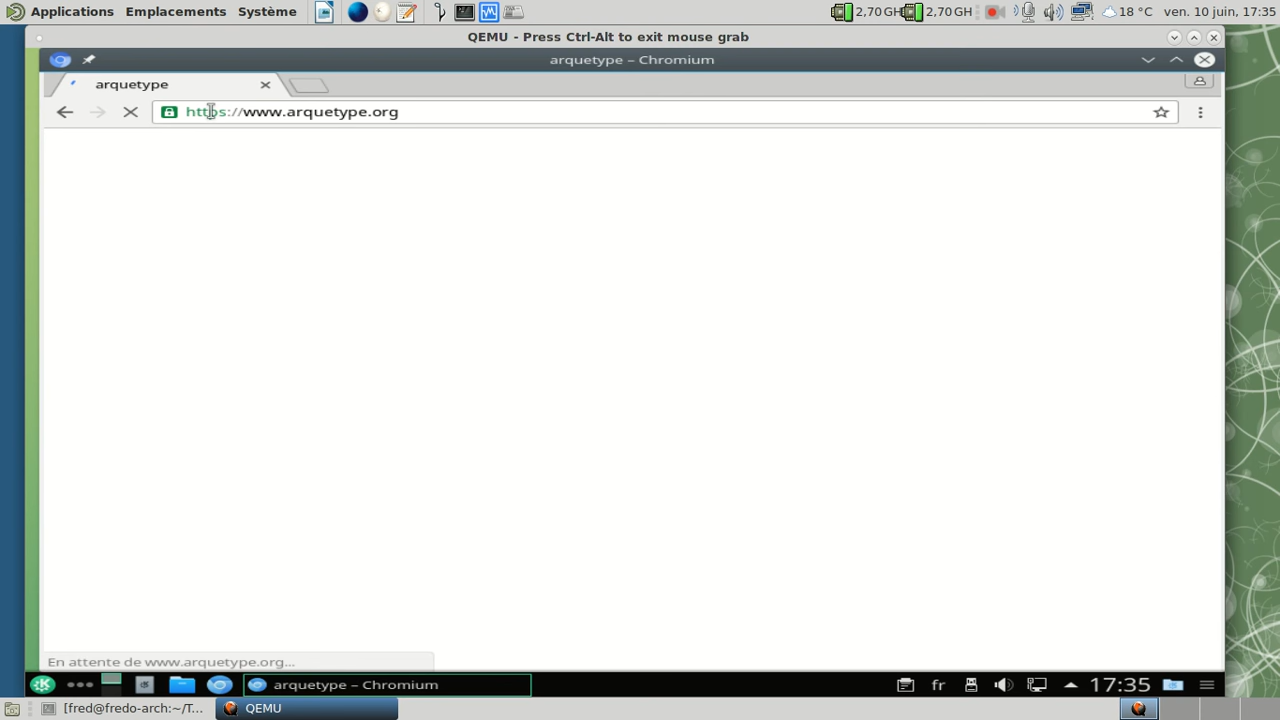 Applications Emplacements Système 2,70 GH 2,70 GH 18 °C ven. 10 juin, 17:35
QEMU - Press Ctrl-Alt to exit mouse grab
arquetype – Chromium
arquetype
https://www.arquetype.org
En attente de www.arquetype.org...
arquetype – Chromium fr 17:35
[fred@fredo-arch:~/T... QEMU